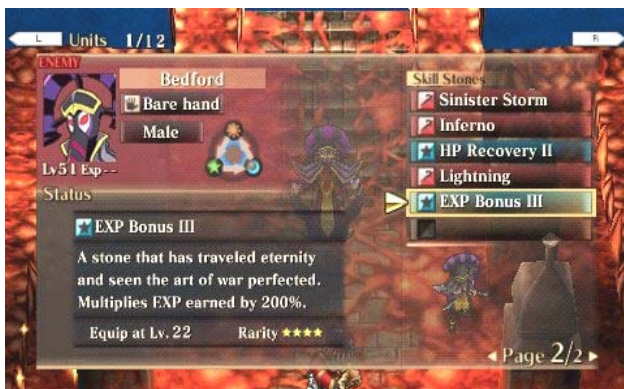 L Units 1/12 R
ENEMY
Bedford
Bare hand
Male
Lv51 Exp--
Status
EXP Bonus III
A stone that has traveled eternity
and seen the art of war perfected.
Multiplies EXP earned by 200%.
Equip at Lv. 22 Rarity ★★★★
Skill Stones
Sinister Storm
Inferno
HP Recovery II
Lightning
EXP Bonus III
Page 2/2